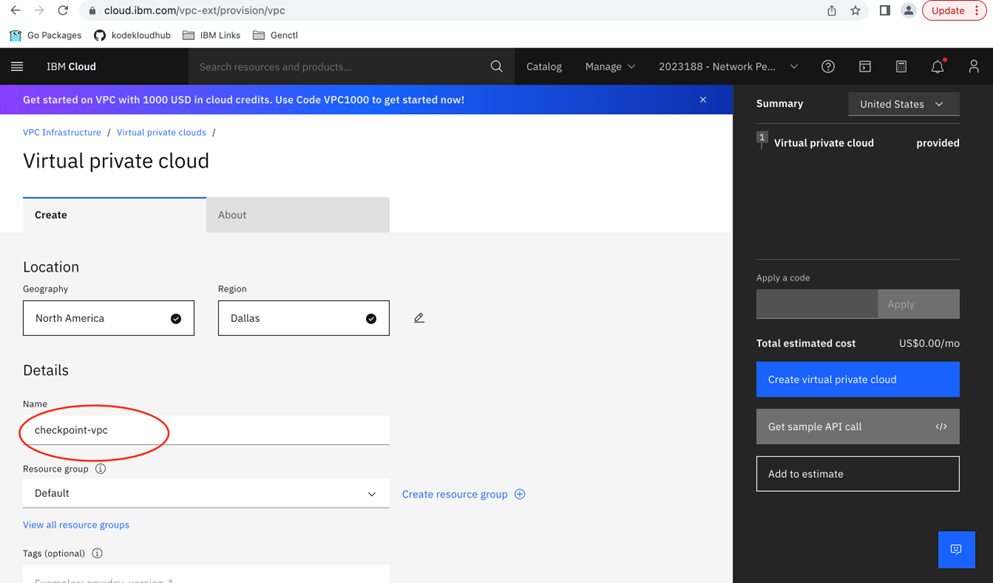 cloud.ibm.com/vpc-ext/provision/vpc
Update
Go Packages
kodekloudhub
IBM Links
Genctl
IBM Cloud
Search resources and products...
Catalog
Manage
2023188 - Network Pe...
Get started on VPC with 1000 USD in cloud credits. Use Code VPC1000 to get started now!
VPC Infrastructure / Virtual private clouds /
Virtual private cloud
Create
About
Location
Geography
Region
North America
Dallas
Details
Name
checkpoint-vpc
Resource group
Default
Create resource group
View all resource groups
Tags (optional)
Summary
United States
1
Virtual private cloud
provided
Apply a code
Apply
Total estimated cost
US$0.00/mo
Create virtual private cloud
Get sample API call
</>
Add to estimate